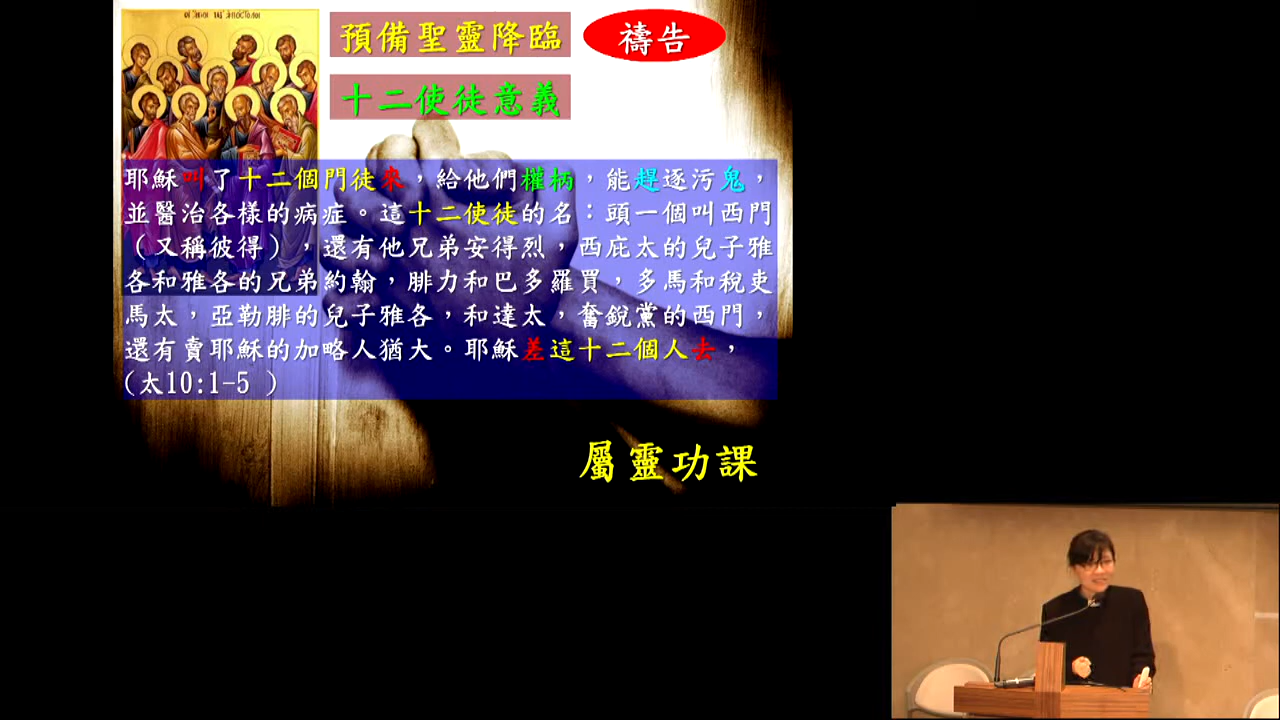 預備聖靈降臨
禱告
十二使徒意義
耶穌叫了十二個門徒來，給他們權柄，能趕逐污鬼，
並醫治各樣的病症。這十二使徒的名：頭一個叫西門
（又稱彼得），還有他兄弟安得烈，西庇太的兒子雅
各和雅各的兄弟約翰，腓力和巴多羅買，多馬和稅吏
馬太，亞勒腓的兒子雅各，和達太，奮銳黨的西門，
還有賣耶穌的加略人猶大。耶穌差這十二個人去，
(太10:1-5 )
屬靈功課